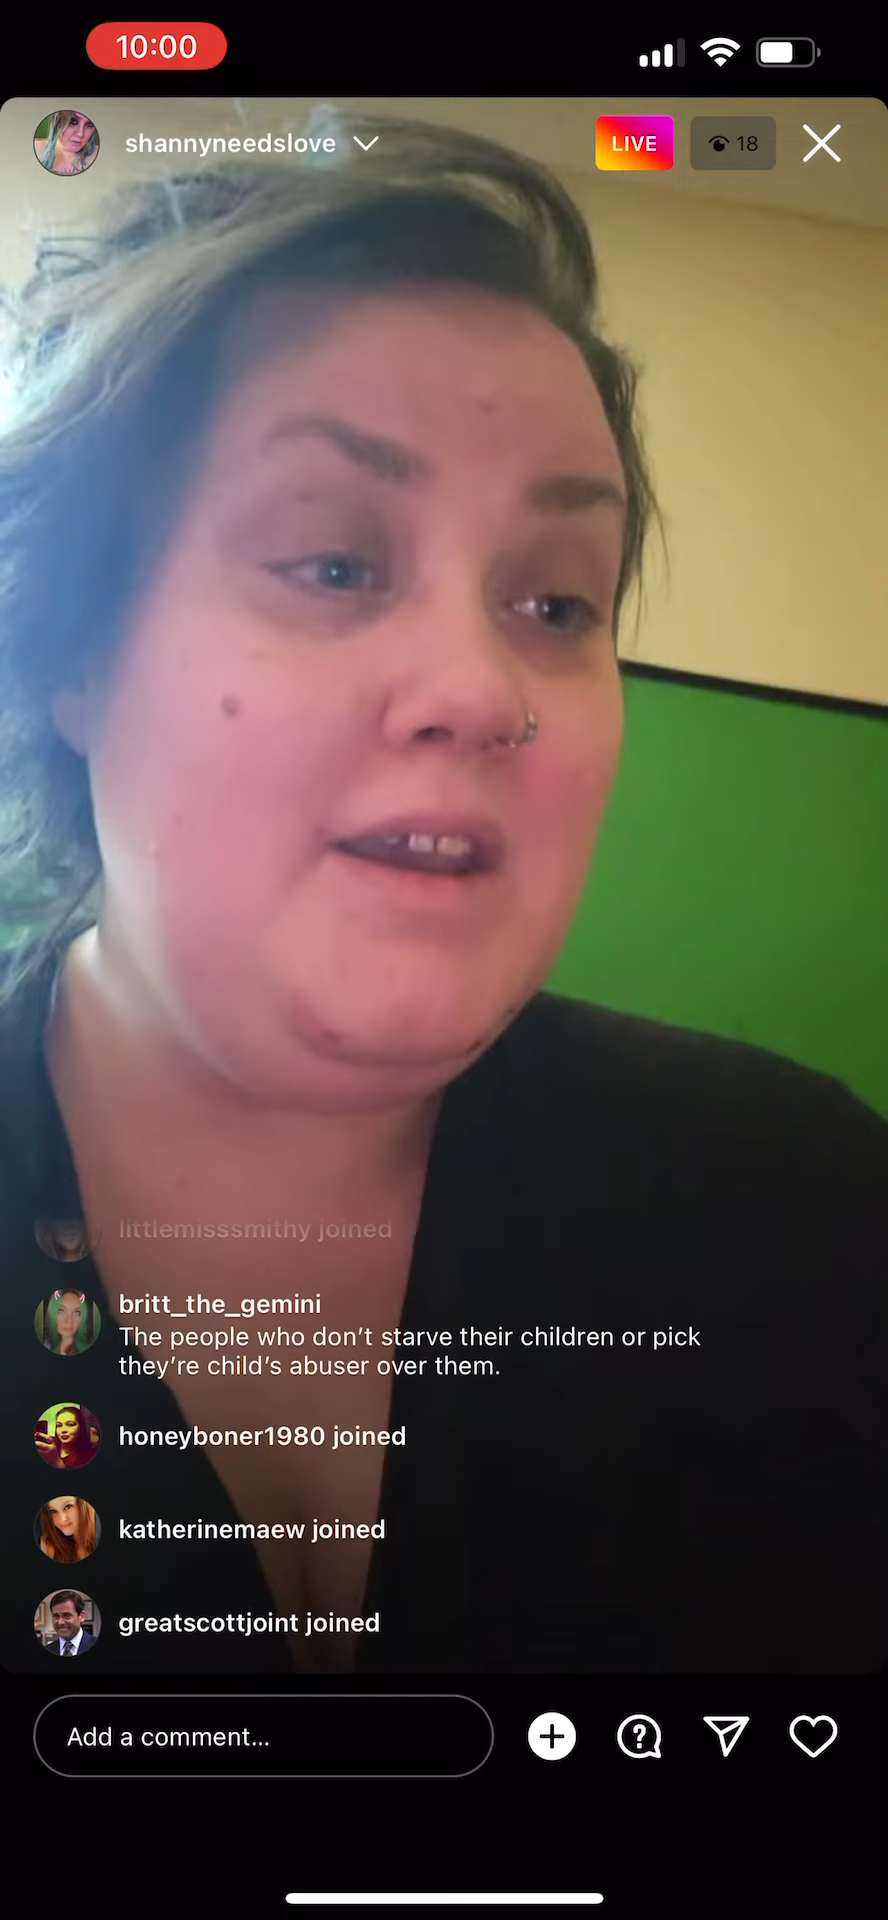 10:00
shannyneedslove
LIVE
18
littlemisssmithy joined
britt_the_gemini
The people who don’t starve their children or pick
they’re child’s abuser over them.
honeyboner1980 joined
katherinemaew joined
greatscottjoint joined
Add a comment...